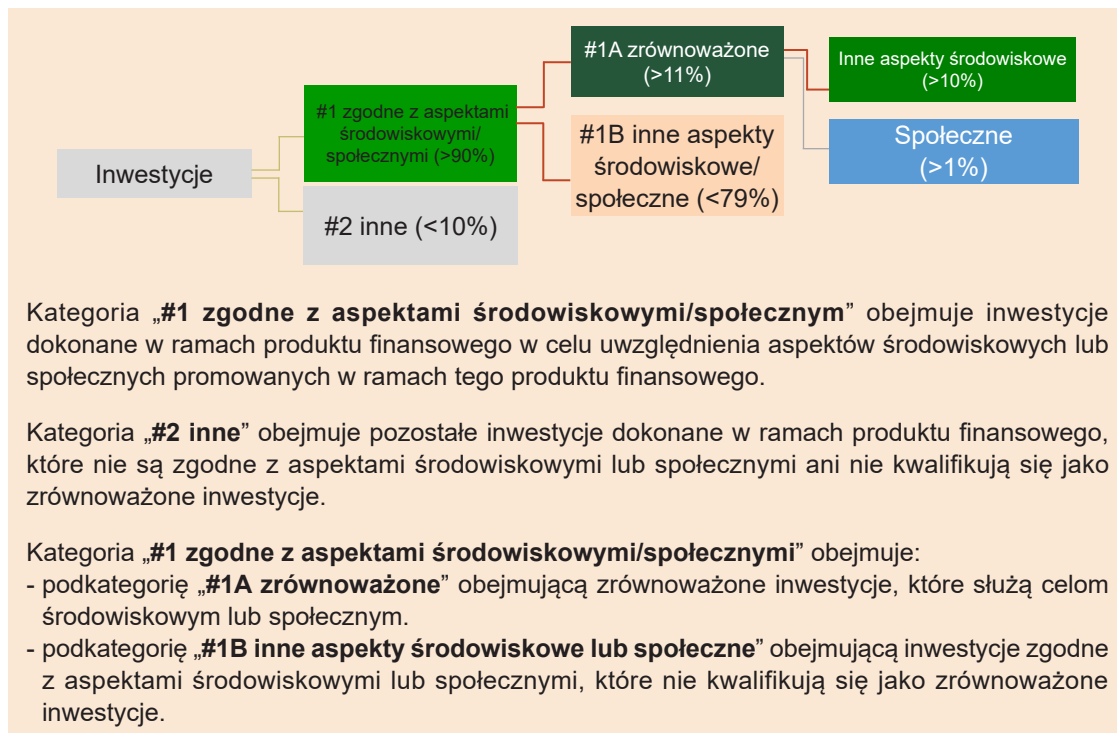 Inwestycje
#1 zgodne z aspektami
środowiskowymi/
społecznymi (>90%)
#2 inne (<10%)
#1A zrównoważone
(>11%)
#1B inne aspekty
środowiskowe/
społeczne (<79%)
Inne aspekty środowiskowe
(>10%)
Społeczne
(>1%)
Kategoria „#1 zgodne z aspektami środowiskowymi/społecznym” obejmuje inwestycje
dokonane w ramach produktu finansowego w celu uwzględnienia aspektów środowiskowych lub
społecznych promowanych w ramach tego produktu finansowego.
Kategoria „#2 inne” obejmuje pozostałe inwestycje dokonane w ramach produktu finansowego,
które nie są zgodne z aspektami środowiskowymi lub społecznymi ani nie kwalifikują się jako
zrównoważone inwestycje.
Kategoria „#1 zgodne z aspektami środowiskowymi/społecznymi” obejmuje:
- podkategorię „#1A zrównoważone” obejmującą zrównoważone inwestycje, które służą celom
środowiskowym lub społecznym.
- podkategorię „#1B inne aspekty środowiskowe lub społeczne” obejmującą inwestycje zgodne
z aspektami środowiskowymi lub społecznymi, które nie kwalifikują się jako zrównoważone
inwestycje.